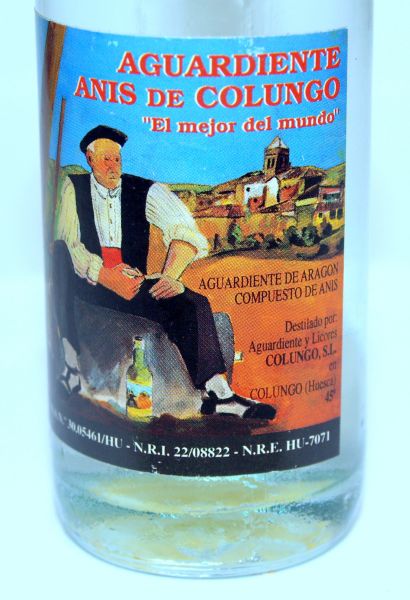 AGUARDIENTE
ANIS DE COLUNGO
"El mejor del mundo"
AGUARDIENTE DE ARAGON
COMPUESTO DE ANIS
Destilado por:
Aguardiente y Licores
COLUNGO, S.L.
en
COLUNGO (Huesca)
45º
Nº 30.05461/HU - N.R.I. 22/08822 - N.R.E. HU-7071